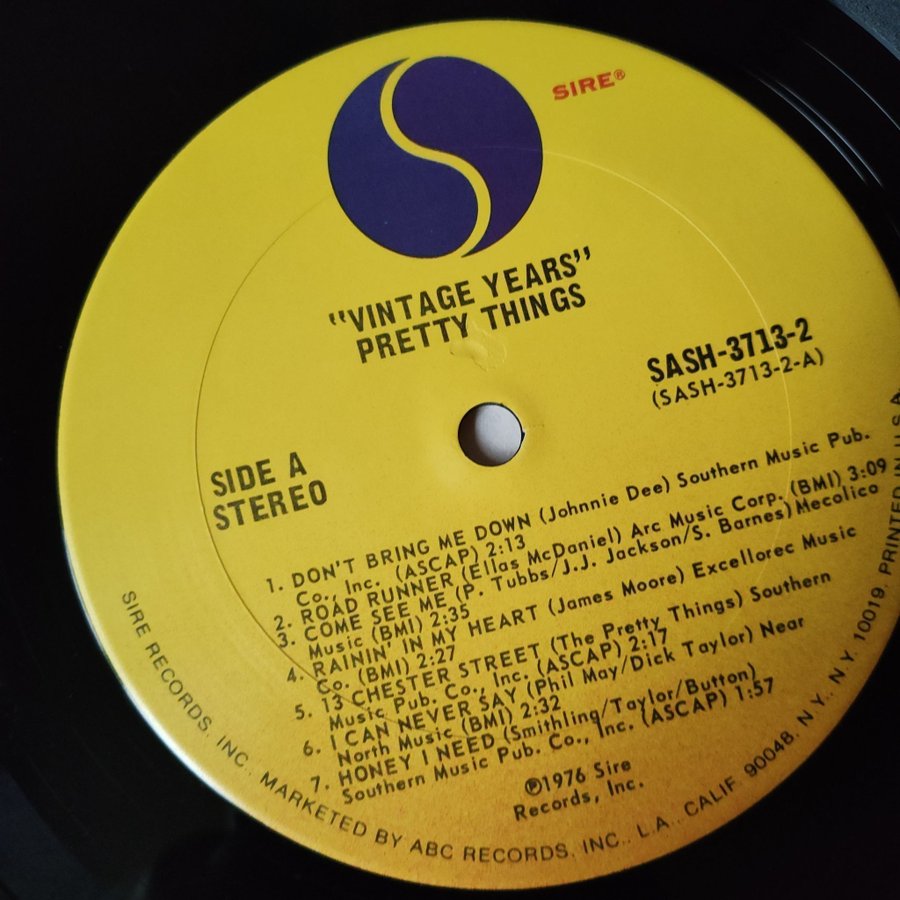 SIRE®
"VINTAGE YEARS"
PRETTY THINGS
SASH-3713-2
(SASH-3713-2-A)
SIDE A
STEREO
1. DON'T BRING ME DOWN (Johnnie Dee) Southern Music Pub.
Co., Inc. (ASCAP) 2:13
2. ROAD RUNNER (Ellas McDaniel) Arc Music Corp. (BMI) 3:09
3. COME SEE ME (P. Tubbs/J.J. Jackson/S. Barnes) Mecolico
Music (BMI) 2:35
4. RAININ' IN MY HEART (James Moore) Excellorec Music
Co. (BMI) 2:27
5. 13 CHESTER STREET (The Pretty Things) Southern
Music Pub. Co., Inc. (ASCAP) 2:17
6. I CAN NEVER SAY (Phil May/Dick Taylor) Near
North Music (BMI) 2:32
7. HONEY I NEED (Smithling/Taylor/Button)
Southern Music Pub. Co., Inc. (ASCAP) 1:57
℗1976 Sire
Records, Inc.
SIRE RECORDS, INC., MARKETED BY ABC RECORDS, INC., L.A., CALIF. 90048, N.Y., N.Y. 10019, PRINTED IN U.S.A.